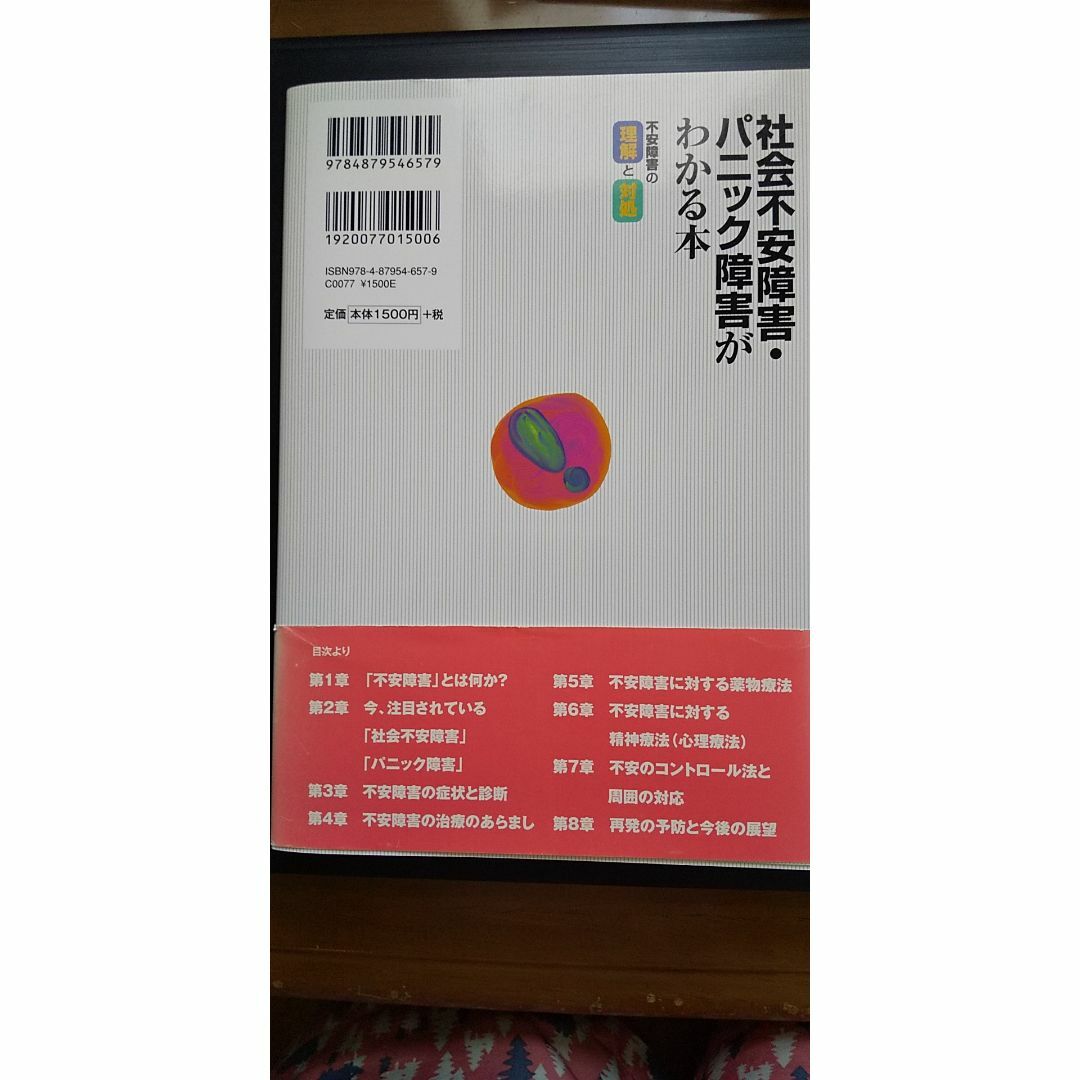 社会不安障害・
パニック障害が
わかる本
不安障害の
理解と対処
9784879546579
1920077015006
ISBN978-4-87954-657-9
C0077 ¥1500E
定価 本体1500円 +税
目次より
第1章 「不安障害」とは何か?
第2章 今、注目されている
「社会不安障害」
「パニック障害」
第3章 不安障害の症状と診断
第4章 不安障害の治療のあらまし
第5章 不安障害に対する薬物療法
第6章 不安障害に対する
精神療法(心理療法)
第7章 不安のコントロール法と
周囲の対応
第8章 再発の予防と今後の展望